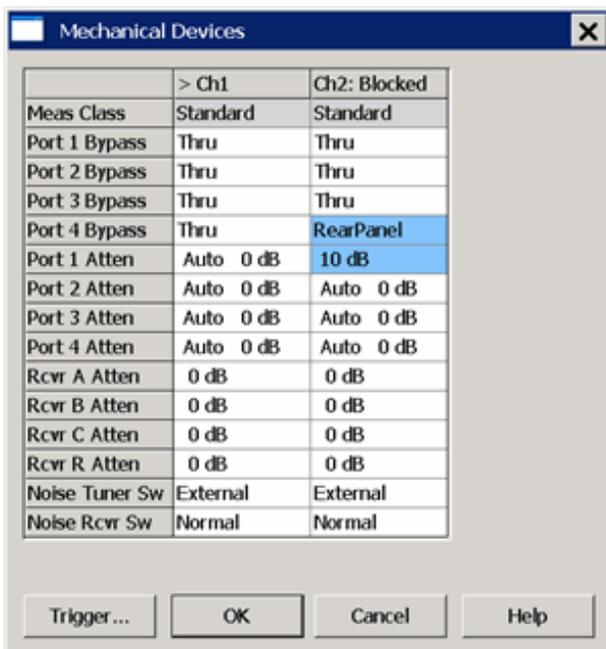 Mechanical Devices
> Ch1 Ch2: Blocked
Meas Class Standard Standard
Port 1 Bypass Thru Thru
Port 2 Bypass Thru Thru
Port 3 Bypass Thru Thru
Port 4 Bypass Thru RearPanel
Port 1 Atten Auto 0 dB 10 dB
Port 2 Atten Auto 0 dB Auto 0 dB
Port 3 Atten Auto 0 dB Auto 0 dB
Port 4 Atten Auto 0 dB Auto 0 dB
Rcvr A Atten 0 dB 0 dB
Rcvr B Atten 0 dB 0 dB
Rcvr C Atten 0 dB 0 dB
Rcvr R Atten 0 dB 0 dB
Noise Tuner Sw External External
Noise Rcvr Sw Normal Normal
Trigger... OK Cancel Help